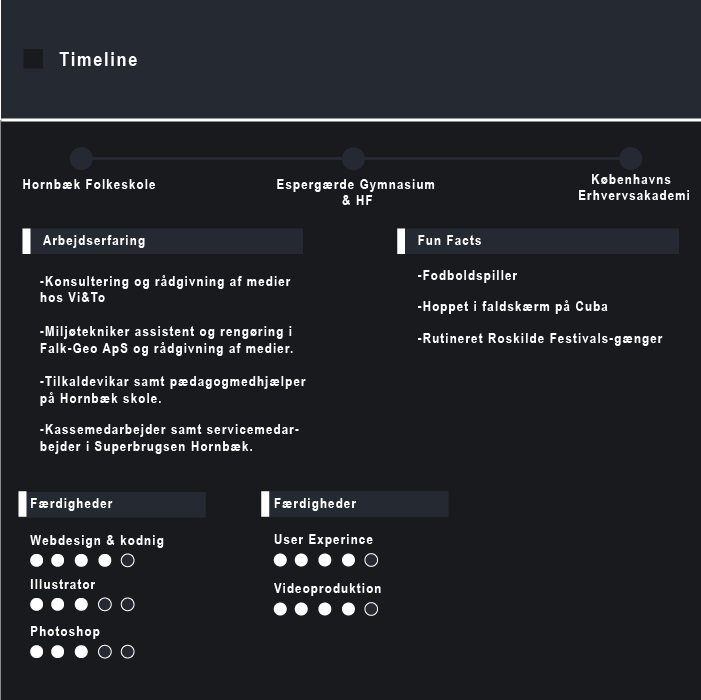 Timeline
Hornbæk Folkeskole
Espergærde Gymnasium
& HF
Københavns
Erhvervsakademi
Arbejdserfaring
-Konsultering og rådgivning af medier
hos Vi&To
-Miljøtekniker assistent og rengøring i
Falk-Geo ApS og rådgivning af medier.
-Tilkaldevikar samt pædagogmedhjælper
på Hornbæk skole.
-Kassemedarbejder samt servicemedar-
bejder i Superbrugsen Hornbæk.
Fun Facts
-Fodboldspiller
-Hoppet i faldskærm på Cuba
-Rutineret Roskilde Festivals-gænger
Færdigheder
Webdesign & kodnig
Illustrator
Photoshop
Færdigheder
User Experince
Videoproduktion